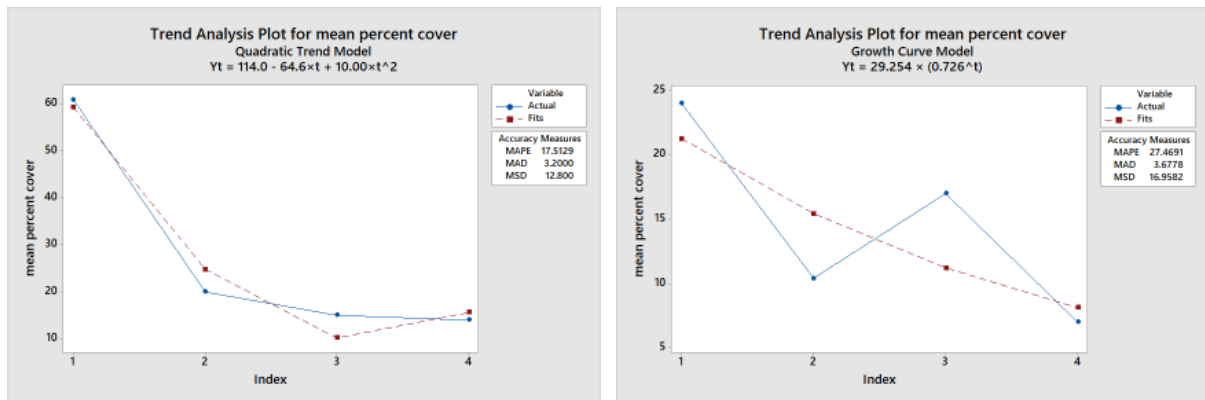 Trend Analysis Plot for mean percent cover
Quadratic Trend Model
Yt = 114.0 - 64.6×t + 10.00×t^2
mean percent cover
60
50
40
30
20
10
1 2 3 4
Index
Variable
Actual
Fits
Accuracy Measures
MAPE 17.5129
MAD 3.2000
MSD 12.800
Trend Analysis Plot for mean percent cover
Growth Curve Model
Yt = 29.254 × (0.726^t)
mean percent cover
25
20
15
10
5
1 2 3 4
Index
Variable
Actual
Fits
Accuracy Measures
MAPE 27.4691
MAD 3.6778
MSD 16.9582